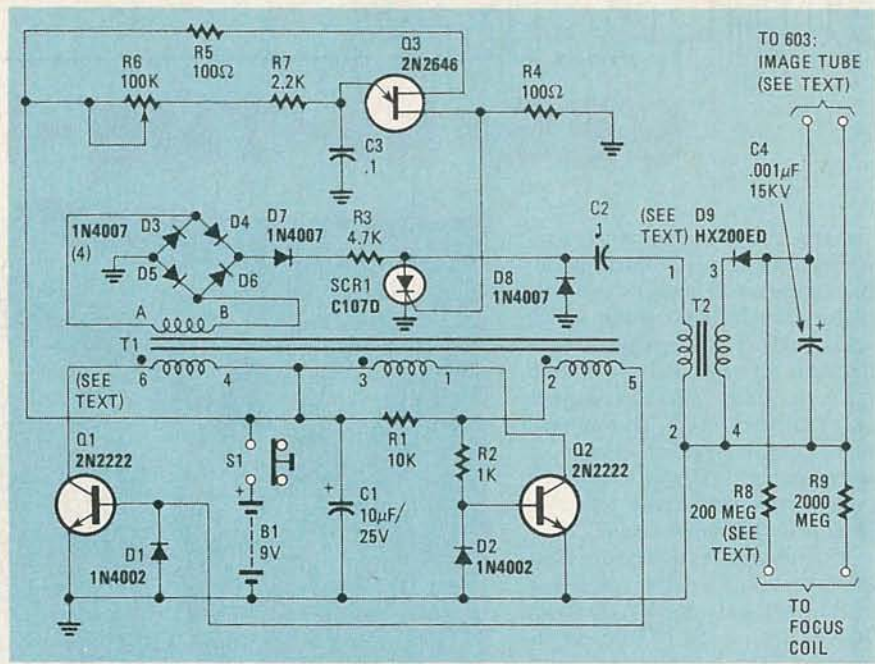 R6
100K
R5
100Ω
R7
2.2K
Q3
2N2646
R4
100Ω
TO 603:
IMAGE TUBE
(SEE TEXT)
C3
.1
C4
.001µF
15KV
1N4007
(4)
D3
D4
D5
D6
D7
1N4007
R3
4.7K
SCR1
C107D
C2
D8
1N4007
(SEE
TEXT)
D9
HX200ED
1
3
T2
2
4
A
B
T1
6
4
3
1
2
5
(SEE
TEXT)
Q1
2N2222
S1
+
B1
9V
+
C1
10µF/
25V
R1
10K
R2
1K
Q2
2N2222
D1
1N4002
D2
1N4002
+
R8
200 MEG
(SEE
TEXT)
R9
2000
MEG
TO
FOCUS
COIL